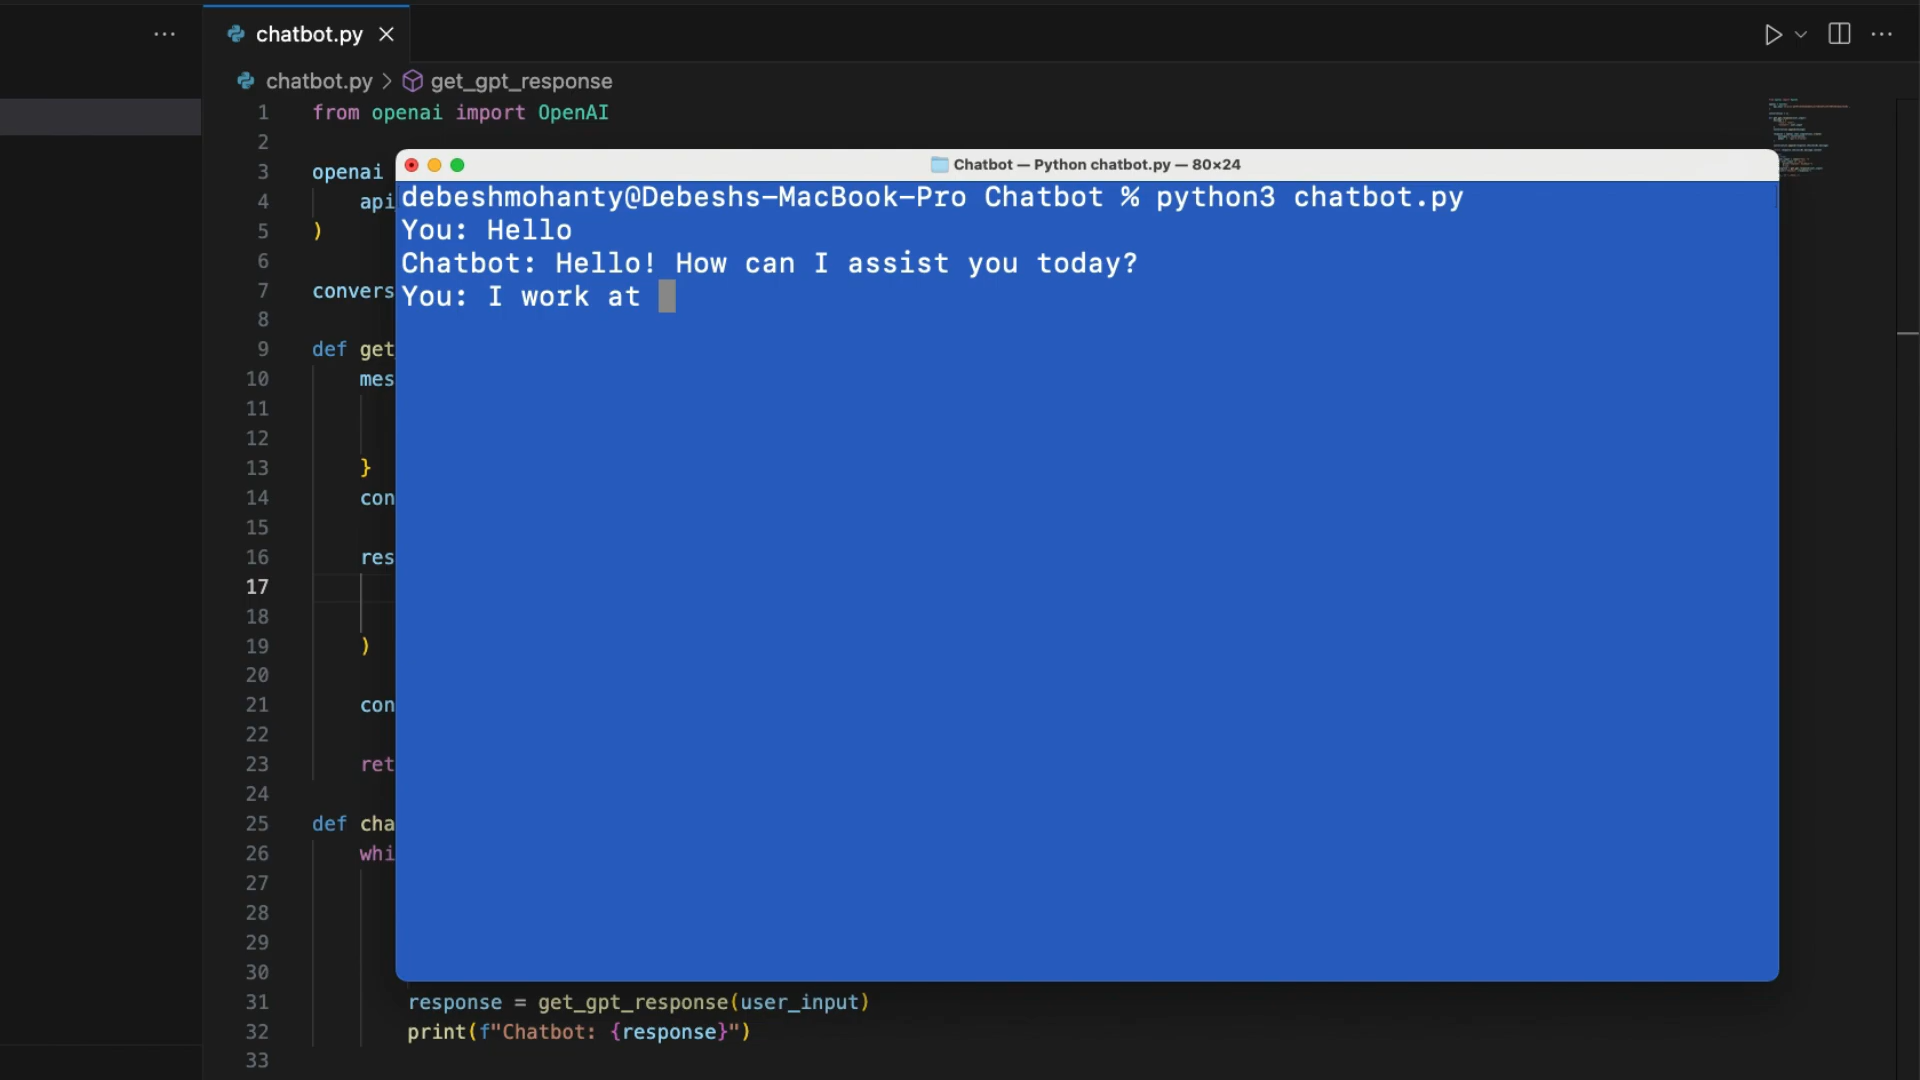 chatbot.py
chatbot.py > get_gpt_response
1 from openai import OpenAI
2
3 openai
4 api
5 )
6
7 convers
8
9 def get_
10 mes
11
12
13 }
14 con
15
16 res
17
18
19 )
20
21 con
22
23 ret
24
25 def cha
26 whi
27
28
29
30
31 response = get_gpt_response(user_input)
32 print(f"Chatbot: {response}")
33
Chatbot — Python chatbot.py — 80×24
debeshmohanty@Debeshs-MacBook-Pro Chatbot % python3 chatbot.py
You: Hello
Chatbot: Hello! How can I assist you today?
You: I work at